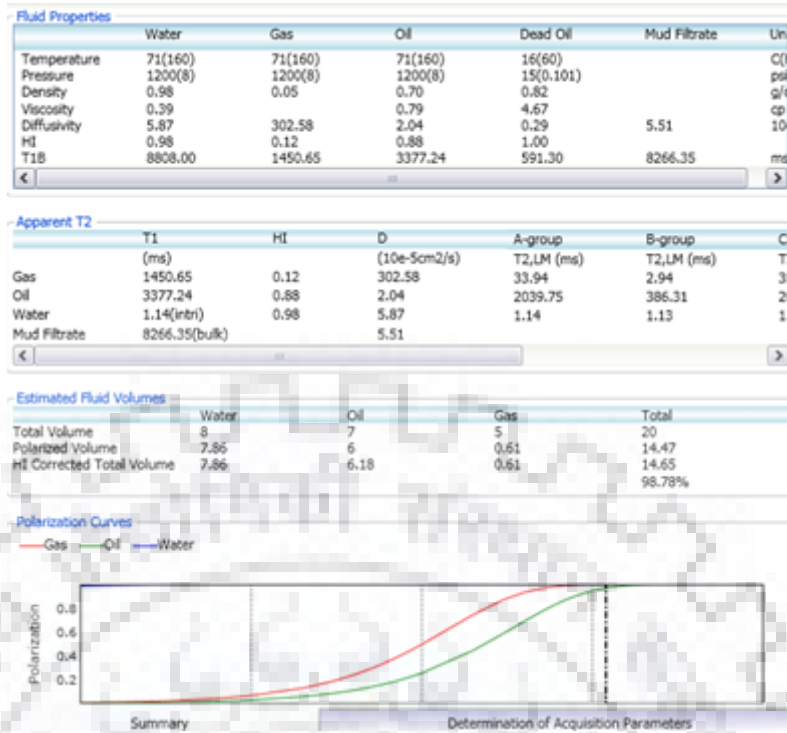 Fluid Properties
Water Gas Oil Dead Oil Mud Filtrate
Temperature 71(160) 71(160) 71(160) 16(60)
Pressure 1200(8) 1200(8) 1200(8) 15(0.101)
Density 0.98 0.05 0.70 0.82
Viscosity 0.39 0.79 4.67 cp
Diffusivity 5.87 302.58 2.04 0.29 5.51 10
HI 0.98 0.12 0.88 1.00
T1B 8808.00 1450.65 3377.24 591.30 8266.35
Apparent T2
T1 HI D A-group B-group
(ms) (10e-5cm2/s) T2,LM (ms) T2,LM (ms)
Gas 1450.65 0.12 302.58 33.94 2.94
Oil 3377.24 0.88 2.04 2039.75 386.31
Water 1.14(intri) 0.98 5.87 1.14 1.13
Mud Filtrate 8266.35(bulk) 5.51
Estimated Fluid Volumes
Water Oil Gas Total
Total Volume 8 7 5 20
Polarized Volume 7.86 6 0.61 14.47
HI Corrected Total Volume 7.86 6.18 0.61 14.65
98.78%
Polarization Curves
Gas Oil Water
Polarization
0.8
0.6
0.4
0.2
Summary Determination of Acquisition Parameters